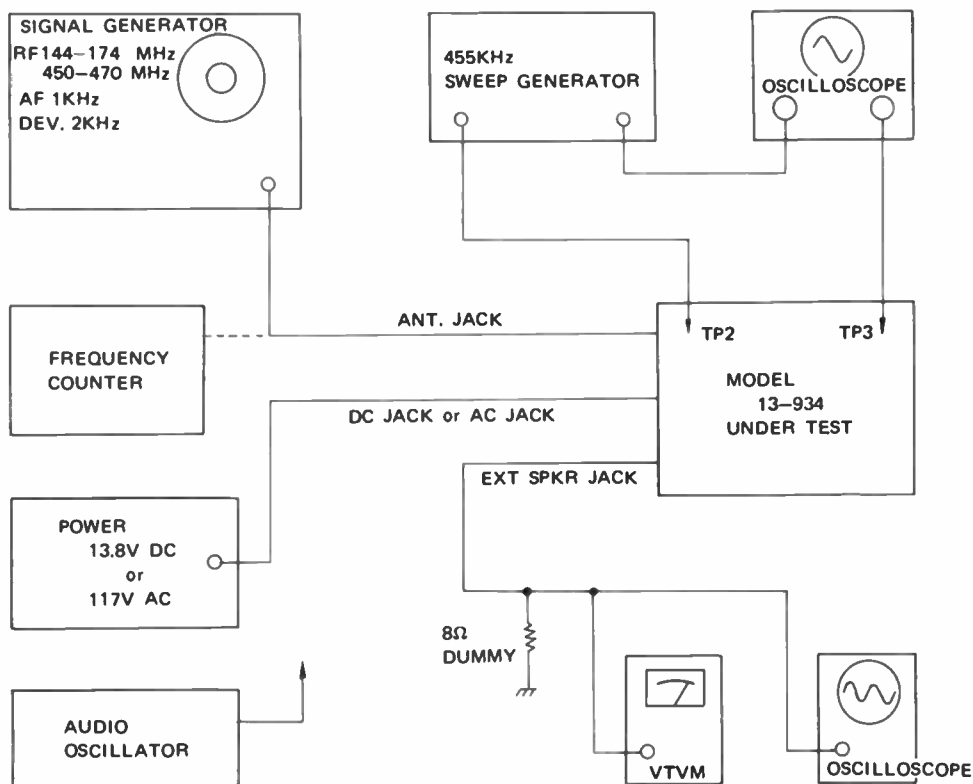 SIGNAL GENERATOR
RF144–174 MHz
450–470 MHz
AF 1KHz
DEV. 2KHz
455KHz
SWEEP GENERATOR
OSCILLOSCOPE
ANT. JACK
TP2
TP3
FREQUENCY
COUNTER
MODEL
13–934
UNDER TEST
DC JACK or AC JACK
EXT SPKR JACK
POWER
13.8V DC
or
117V AC
8Ω
DUMMY
AUDIO
OSCILLATOR
VTVM
OSCILLOSCOPE